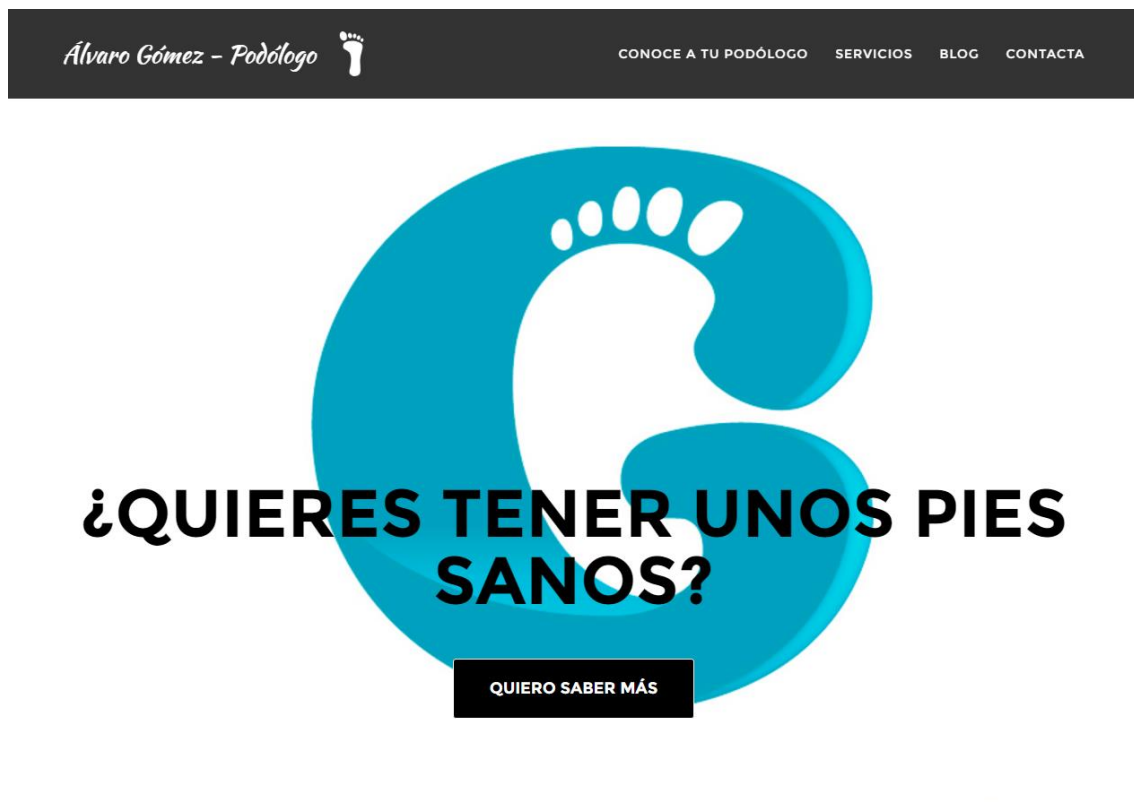 Álvaro Gómez – Podólogo
CONOCE A TU PODÓLOGO SERVICIOS BLOG CONTACTA
¿QUIERES TENER UNOS PIES
SANOS?
QUIERO SABER MÁS